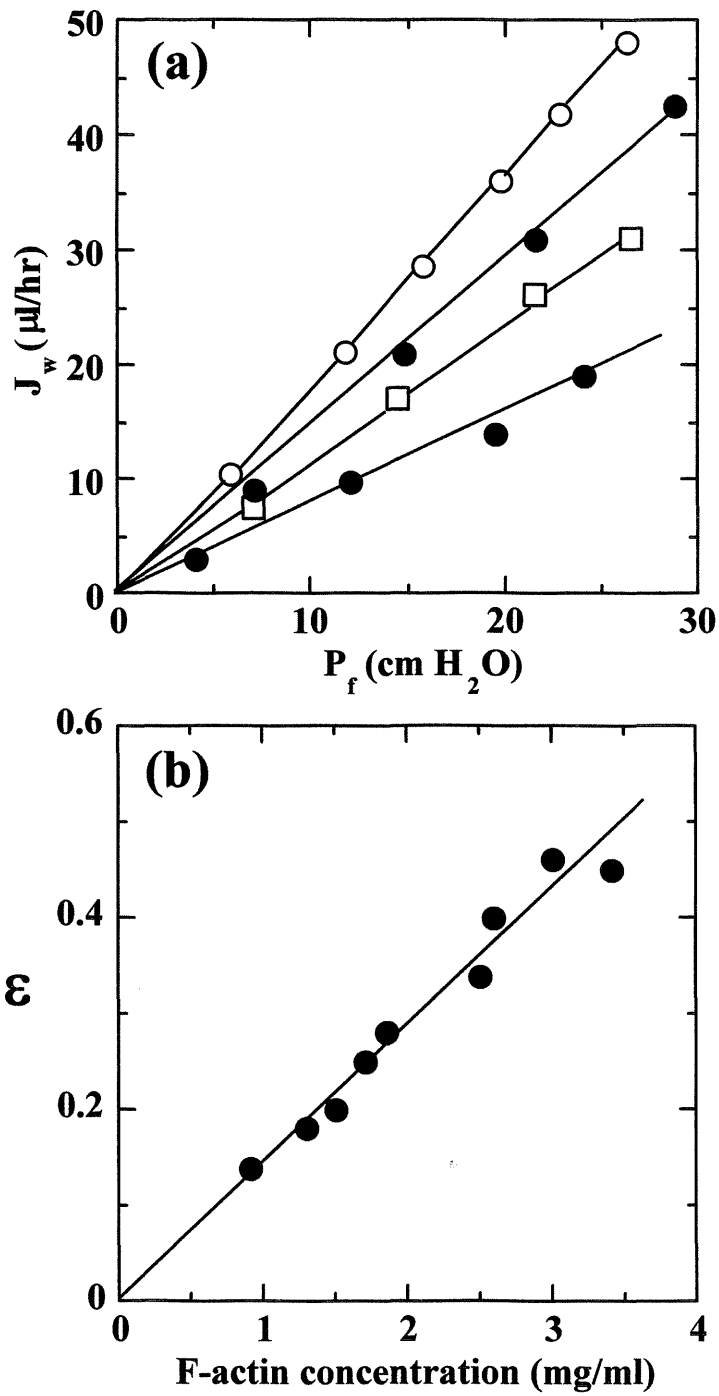 (a)
50
40
30
20
10
0
J_w (µl/hr)
0 10 20 30
P_f (cm H_2O)
(b)
0.6
0.4
0.2
0
ε
0 1 2 3 4
F-actin concentration (mg/ml)